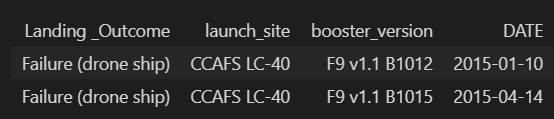 Landing _Outcome launch_site booster_version DATE
Failure (drone ship) CCAFS LC-40 F9 v1.1 B1012 2015-01-10
Failure (drone ship) CCAFS LC-40 F9 v1.1 B1015 2015-04-14